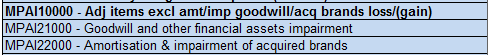 MPAI10000 - Adj items excl amt/imp goodwill/acq brands loss/(gain)
MPAI21000 - Goodwill and other financial assets impairment
MPAI22000 - Amortisation & impairment of acquired brands